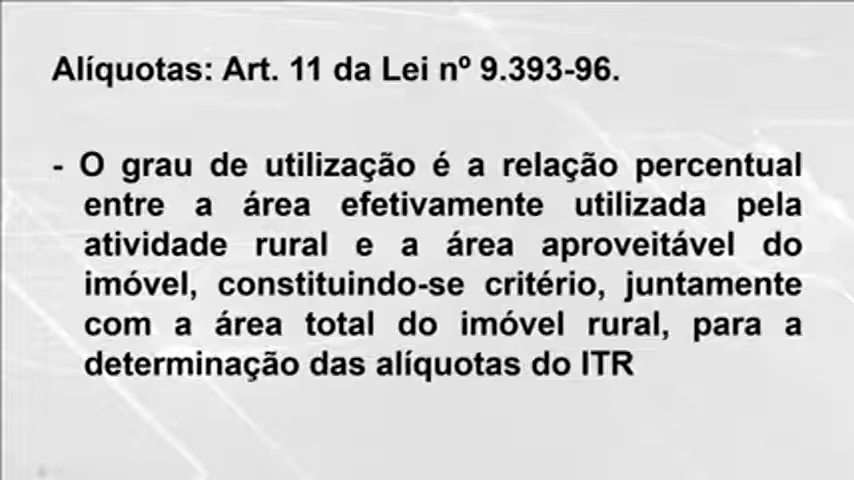 Alíquotas: Art. 11 da Lei nº 9.393-96.
- O grau de utilização é a relação percentual
entre a área efetivamente utilizada pela
atividade rural e a área aproveitável do
imóvel, constituindo-se critério, juntamente
com a área total do imóvel rural, para a
determinação das alíquotas do ITR